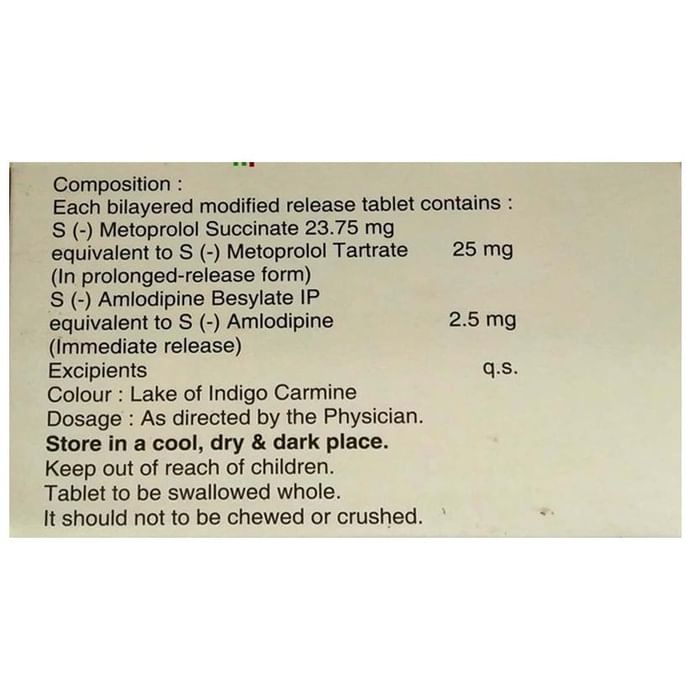 Composition :
Each bilayered modified release tablet contains :
S (-) Metoprolol Succinate 23.75 mg
equivalent to S (-) Metoprolol Tartrate 25 mg
(In prolonged-release form)
S (-) Amlodipine Besylate IP
equivalent to S (-) Amlodipine 2.5 mg
(Immediate release)
Excipients q.s.
Colour : Lake of Indigo Carmine
Dosage : As directed by the Physician.
Store in a cool, dry & dark place.
Keep out of reach of children.
Tablet to be swallowed whole.
It should not to be chewed or crushed.